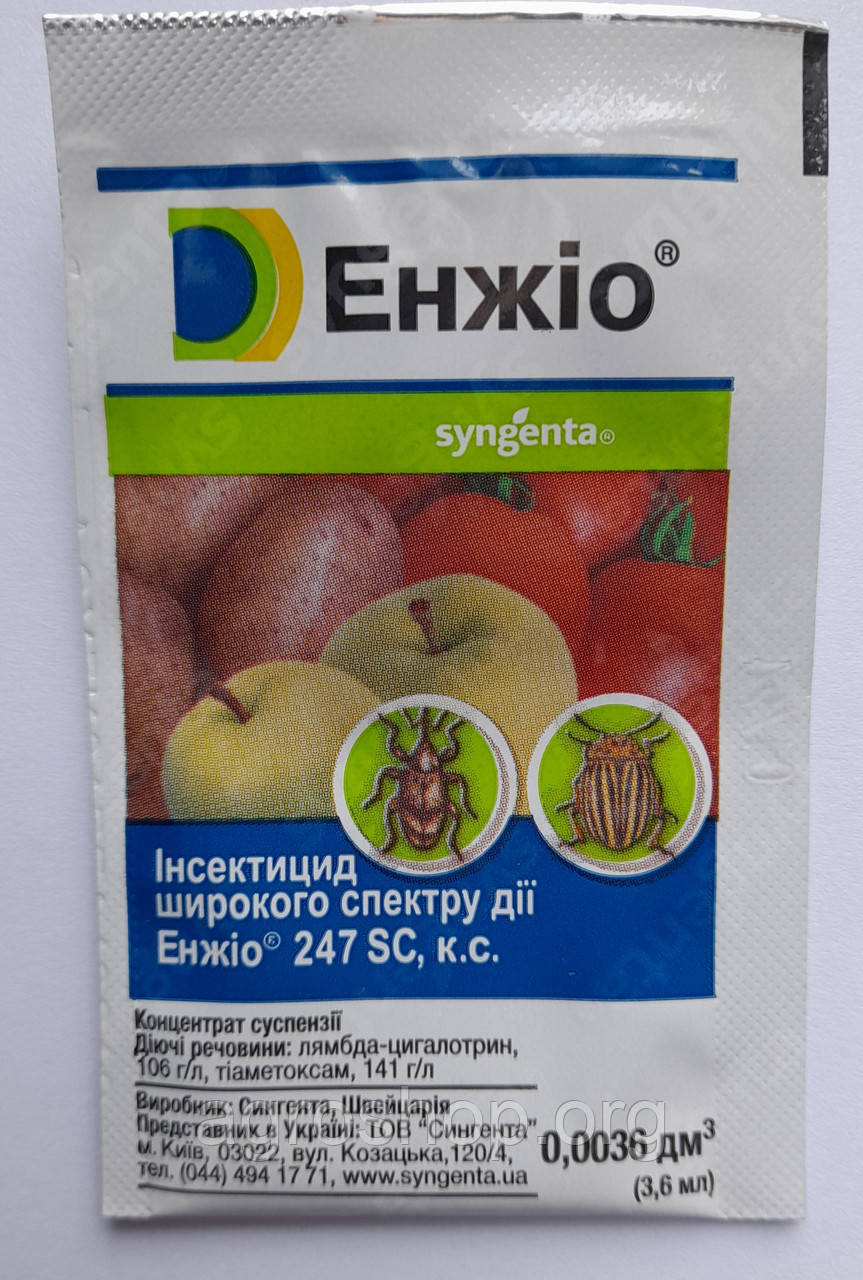 Енжіо®
syngenta®
Інсектицид
широкого спектру дії
Енжіо® 247 SC, к.с.
Концентрат суспензії
Діючі речовини: лямбда-цигалотрин,
106 г/л, тіаметоксам, 141 г/л
Виробник: Сингента, Швейцарія
Представник в Україні: ТОВ “Сингента”
м. Київ, 03022, вул. Козацька,120/4,
тел. (044) 494 17 71, www.syngenta.ua
0,0036 дм³
(3,6 мл)
agroshop.org